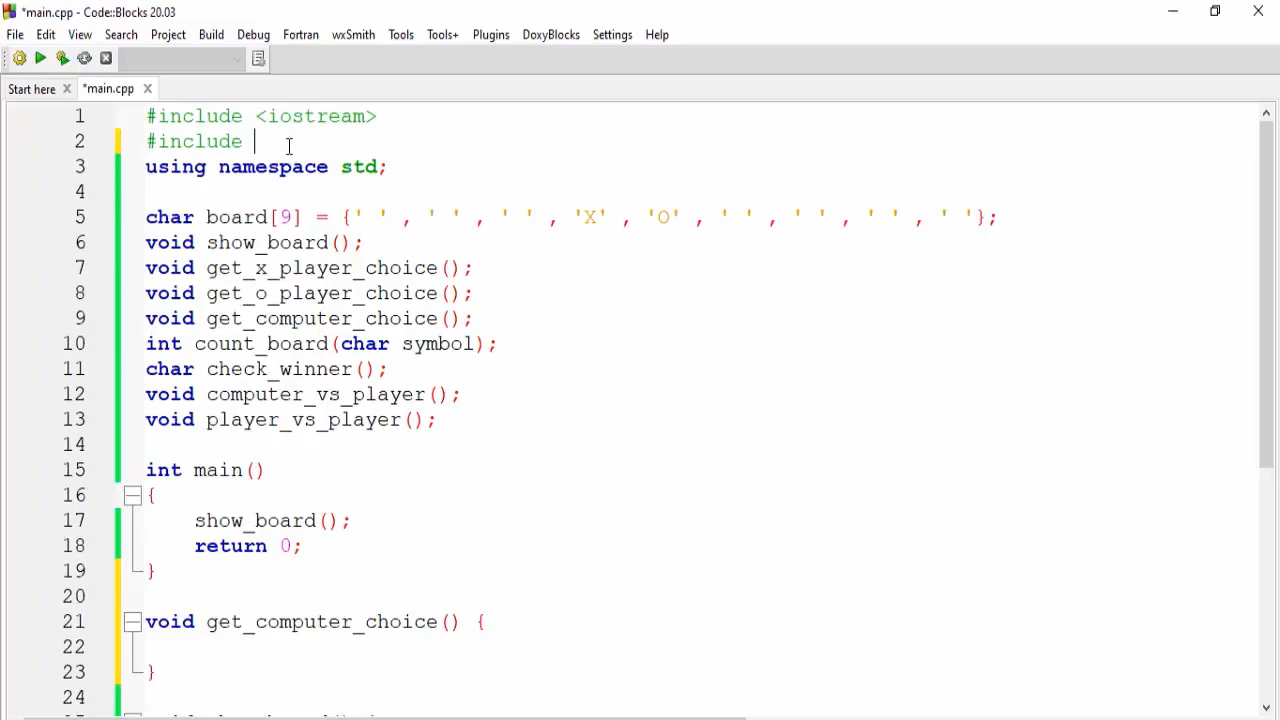 *main.cpp - Code::Blocks 20.03
File Edit View Search Project Build Debug Fortran wxSmith Tools Tools+ Plugins DoxyBlocks Settings Help
Start here *main.cpp
1 #include <iostream>
2 #include
3 using namespace std;
4
5 char board[9] = {' ' , ' ' , ' ' , 'X' , 'O' , ' ' , ' ' , ' ' , ' '};
6 void show_board();
7 void get_x_player_choice();
8 void get_o_player_choice();
9 void get_computer_choice();
10 int count_board(char symbol);
11 char check_winner();
12 void computer_vs_player();
13 void player_vs_player();
14
15 int main()
16 {
17 show_board();
18 return 0;
19 }
20
21 void get_computer_choice() {
22
23 }
24